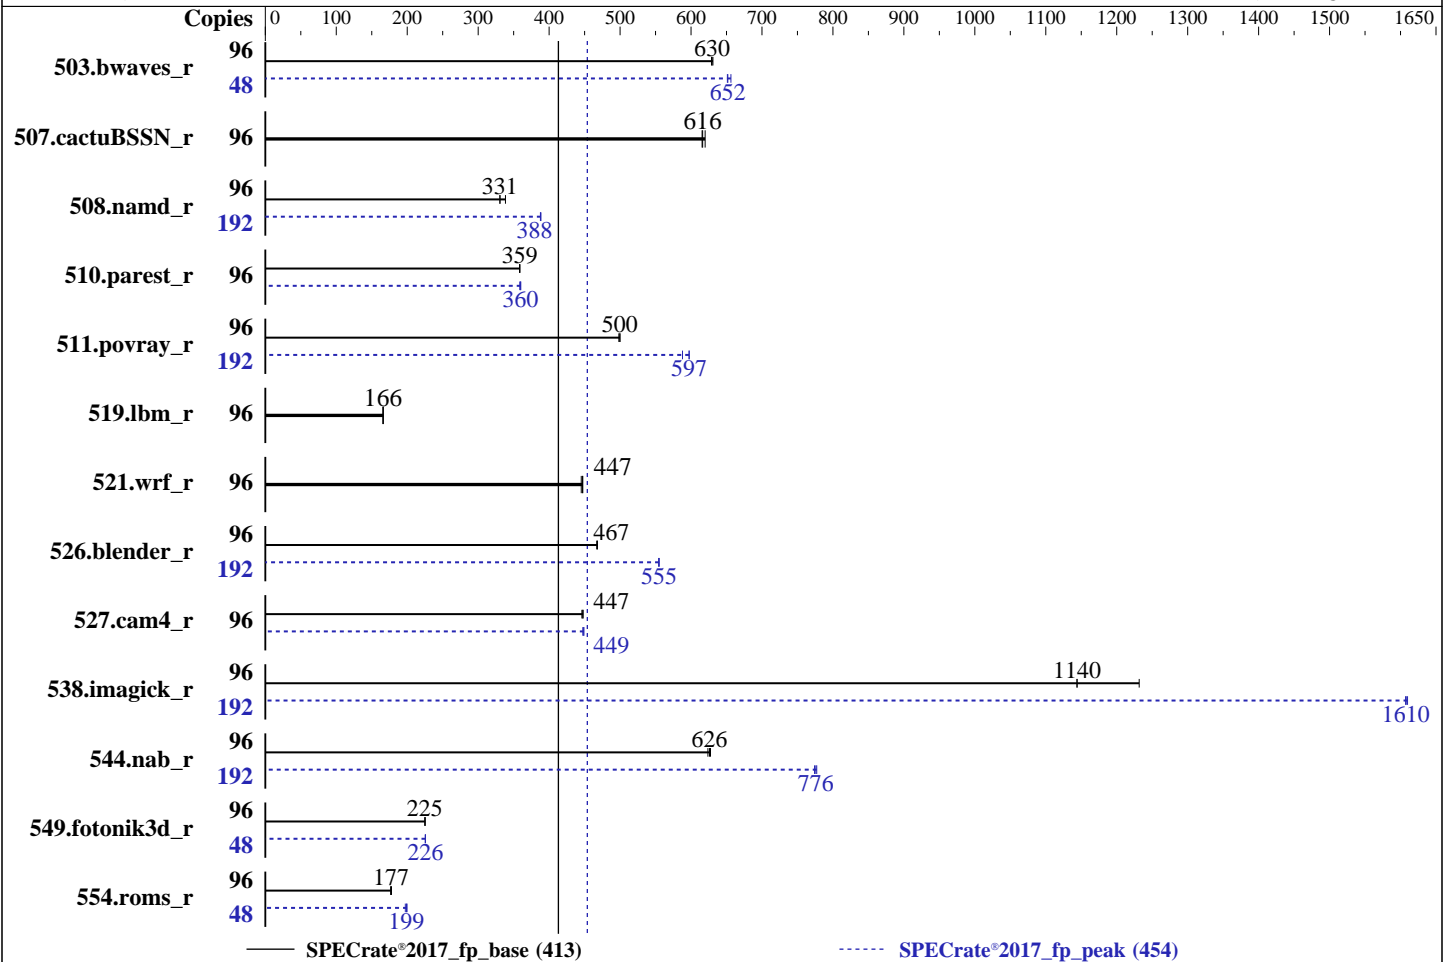 Copies 0 100 200 300 400 500 600 700 800 900 1000 1100 1200 1300 1400 1500 1650
503.bwaves_r 96 630
48 652
507.cactuBSSN_r 96 616
508.namd_r 96 331
192 388
510.parest_r 96 359
360
511.povray_r 96 500
192 597
519.lbm_r 96 166
521.wrf_r 96 447
526.blender_r 96 467
192 555
527.cam4_r 96 447
449
538.imagick_r 96 1140
192 1610
544.nab_r 96 626
192 776
549.fotonik3d_r 96 225
48 226
554.roms_r 96 177
48 199
SPECrate®2017_fp_base (413) SPECrate®2017_fp_peak (454)